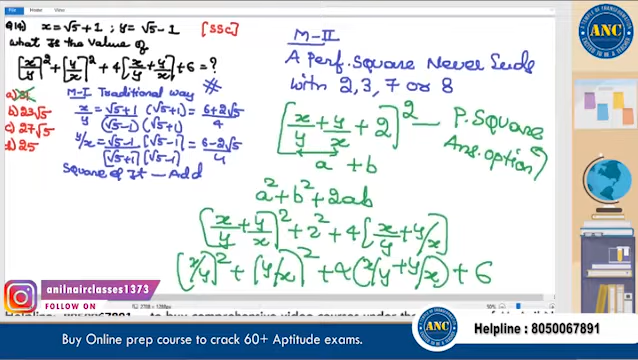 Q14) x = √5 + 1 ; y = √5 - 1 [SSC]
What Is the Value of
[x/y]² + [y/x]² + 4[x/y + y/x] + 6 = ?
b) 23√5
c) 27√5
d) 25
M-I Traditional way
x/y = √5+1 (√5+1) / (√5-1) (√5+1) = 6+2√5 / 4
y/x = √5-1 (√5-1) / (√5+1) (√5-1) = 6-2√5 / 4
Square of It — Add
M-II
A Perf. Square Never Ends
with 2, 3, 7 or 8
[x/y + y/x + 2]² — P. Square
Ans. option
a + b
a² + b² + 2ab
[x/y + y/x]² + 2² + 4[x/y + y/x]
[x/y]² + [y/x]² + 4(x/y + y/x) + 6
anilnairclasses1373
FOLLOW ON
ANC
ANC
Helpline : 8050067891
Buy Online prep course to crack 60+ Aptitude exams.